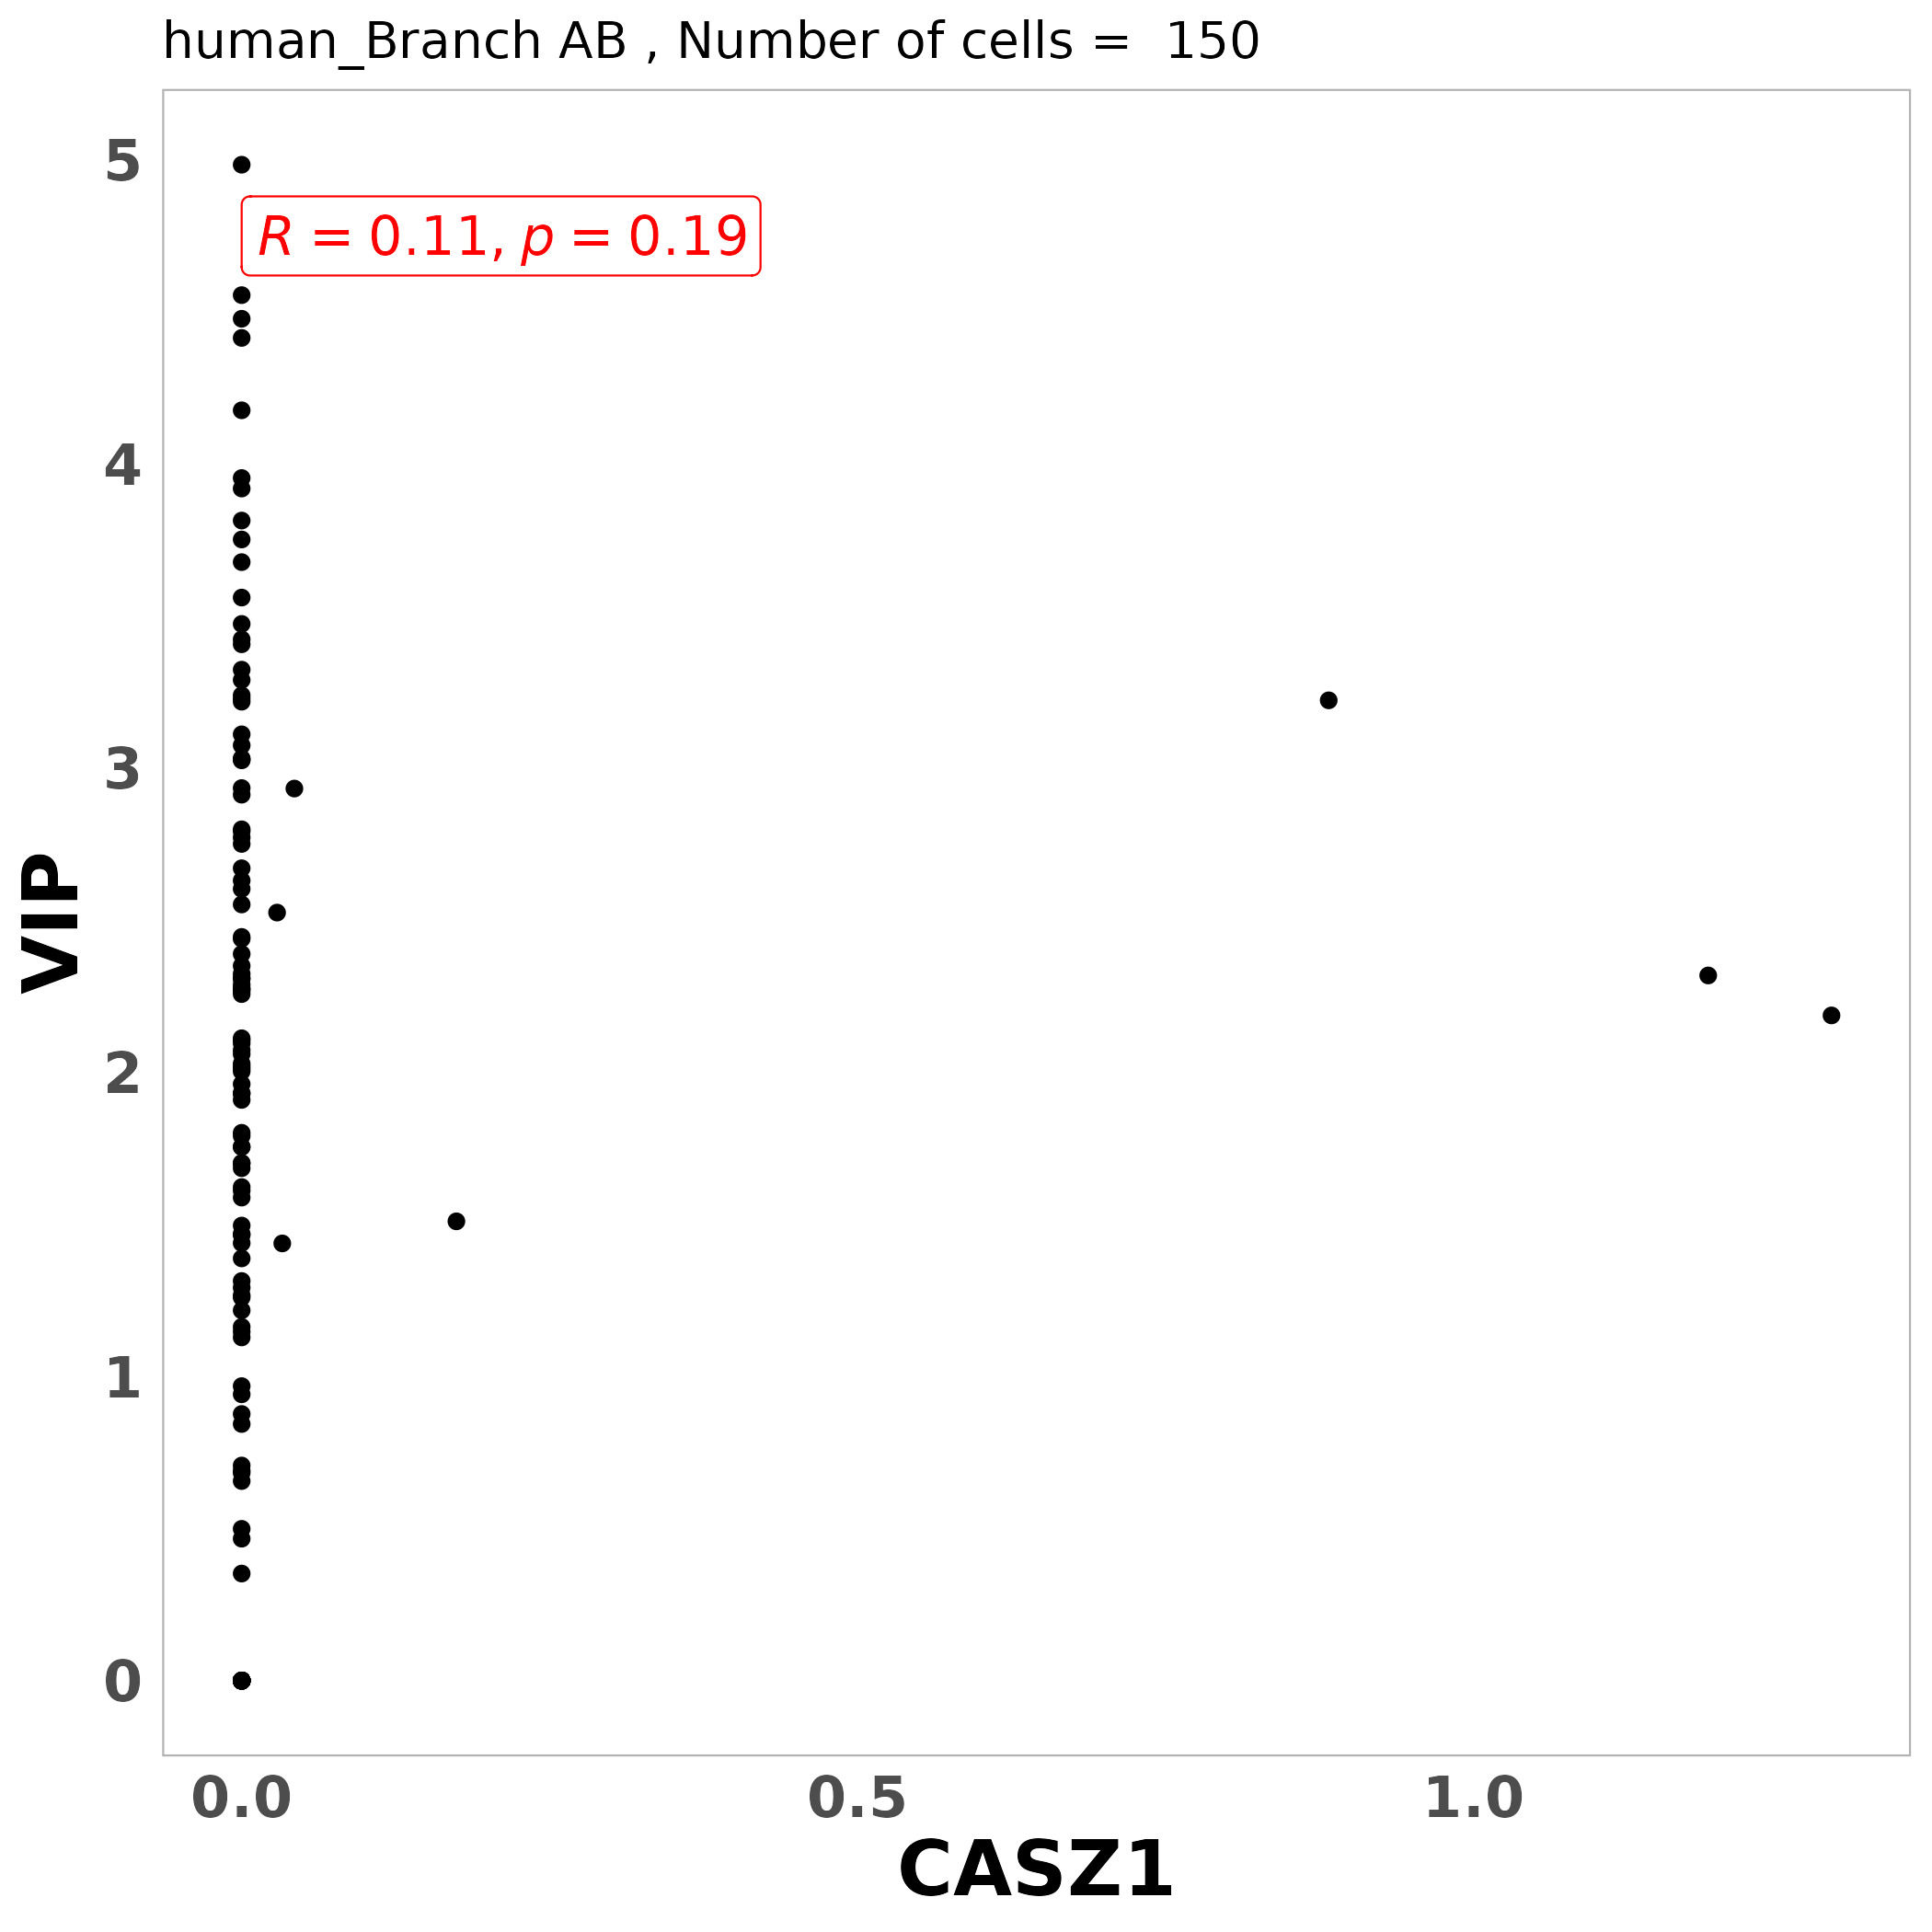 human_Branch AB , Number of cells =  150
R = 0.11, p = 0.19
5
4
3
2
1
0
VIP
0.0 0.5 1.0
CASZ1